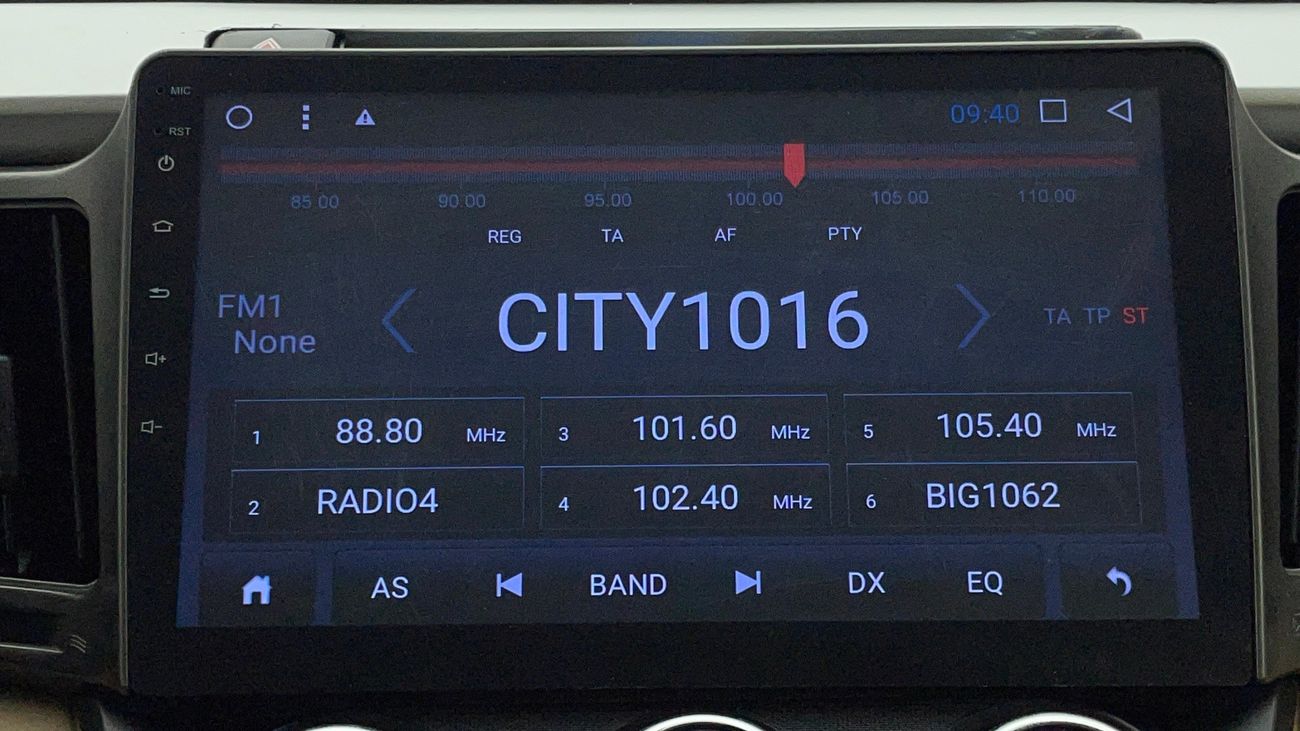 MIC
09:40
RST
85.00 90.00 95.00 100.00 105.00 110.00
REG TA AF PTY
FM1
None
CITY1016
TA TP ST
1 88.80 MHz
3 101.60 MHz
5 105.40 MHz
2 RADIO4
4 102.40 MHz
6 BIG1062
AS BAND DX EQ